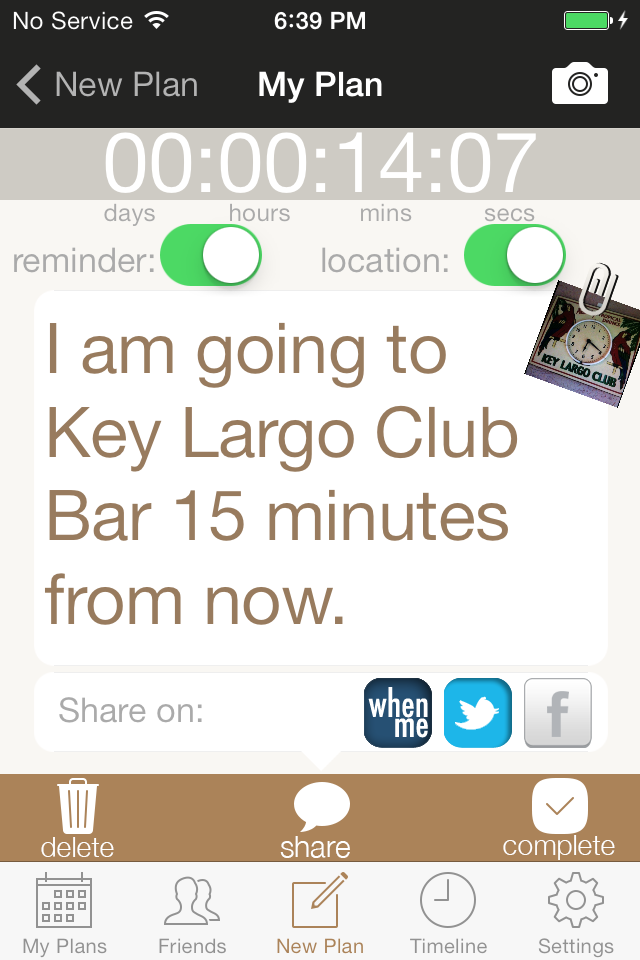 No Service 6:39 PM
New Plan My Plan
00:00:14:07
days hours mins secs
reminder: location:
KEY LARGO CLUB
I am going to
Key Largo Club
Bar 15 minutes
from now.
Share on: when me f
delete share complete
My Plans Friends New Plan Timeline Settings